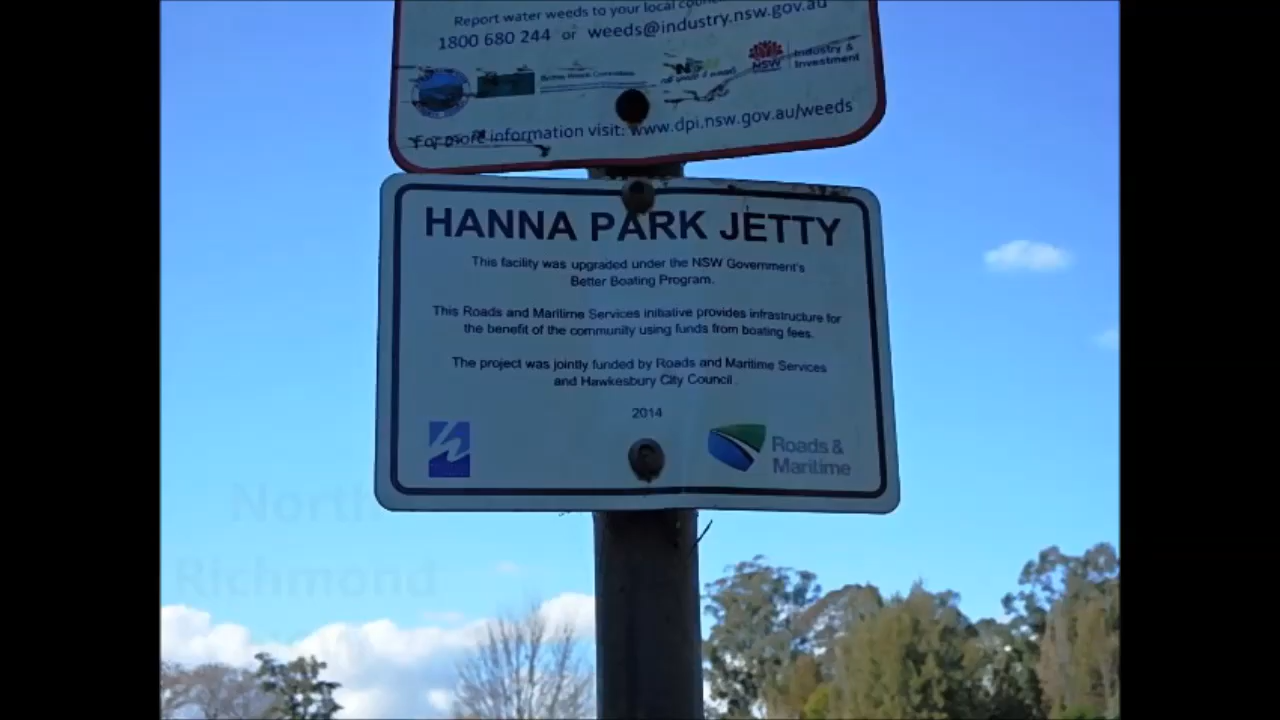 Report water weeds to your local
1800 680 244 or weeds@industry.nsw.gov.au
NSW
Industry &
Investment
For more information visit: www.dpi.nsw.gov.au/weeds
HANNA PARK JETTY
This facility was upgraded under the NSW Government's
Better Boating Program.
This Roads and Maritime Services initiative provides infrastructure for
the benefit of the community using funds from boating fees.
The project was jointly funded by Roads and Maritime Services
and Hawkesbury City Council.
2014
Roads &
Maritime
North
Richmond